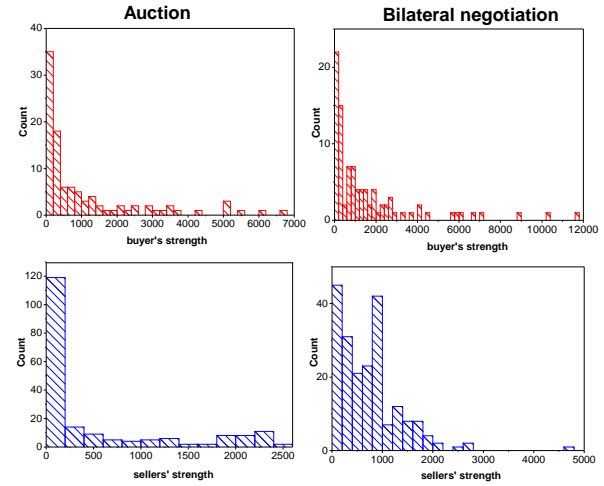 Auction
Bilateral negotiation
40
30
20
10
0
Count
0 1000 2000 3000 4000 5000 6000 7000
buyer's strength
20
10
0
Count
0 2000 4000 6000 8000 10000 12000
buyer's strength
120
100
80
60
40
20
0
Count
0 500 1000 1500 2000 2500
sellers' strength
40
20
0
Count
0 1000 2000 3000 4000 5000
sellers' strength